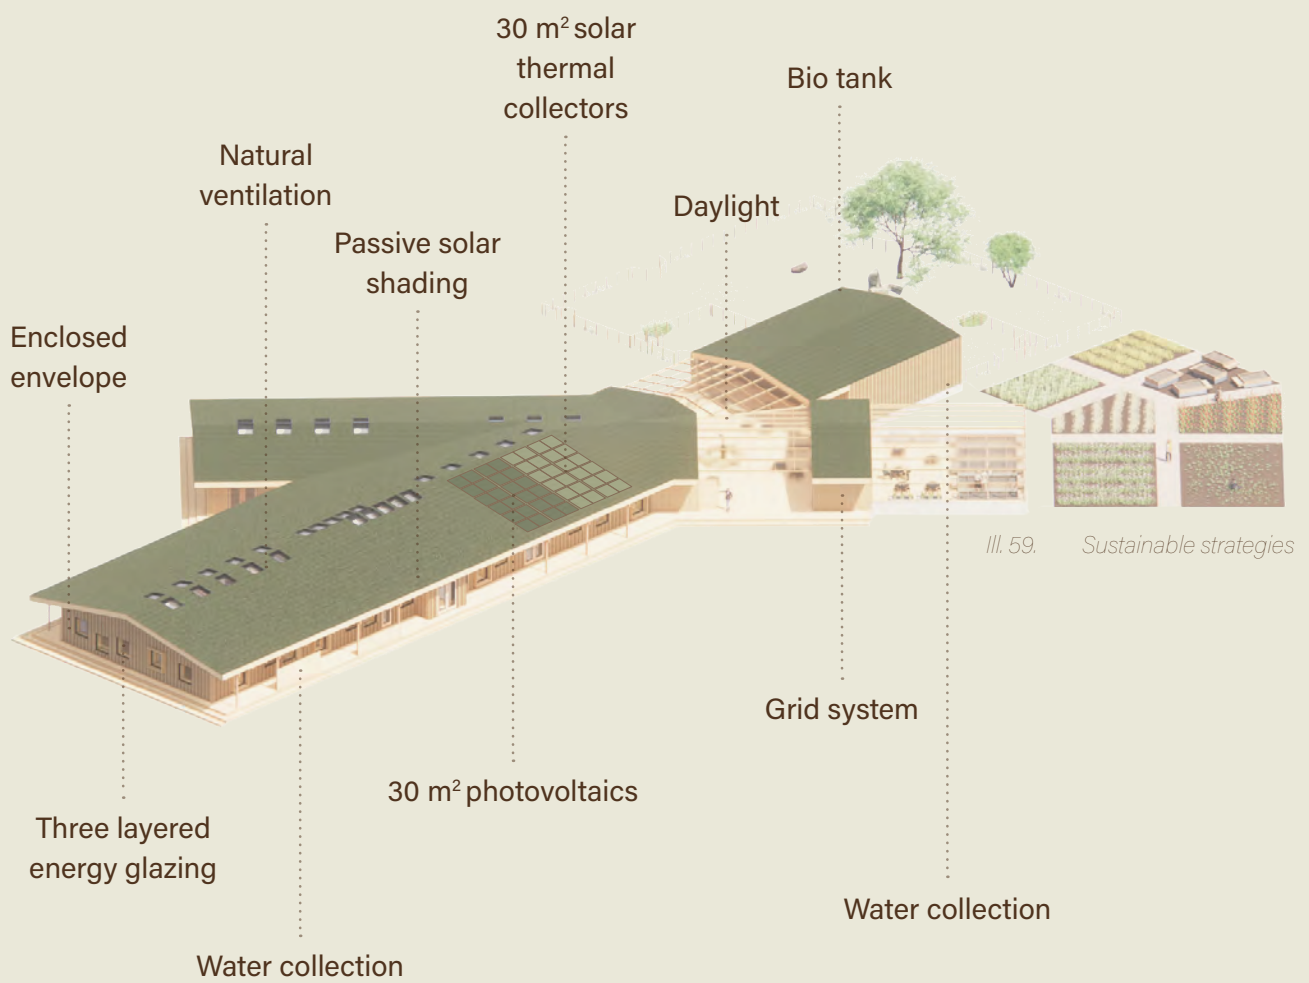 30 m² solar
thermal
collectors
Bio tank
Natural
ventilation
Daylight
Passive solar
shading
Enclosed
envelope
Ill. 59. Sustainable strategies
Grid system
30 m² photovoltaics
Three layered
energy glazing
Water collection
Water collection